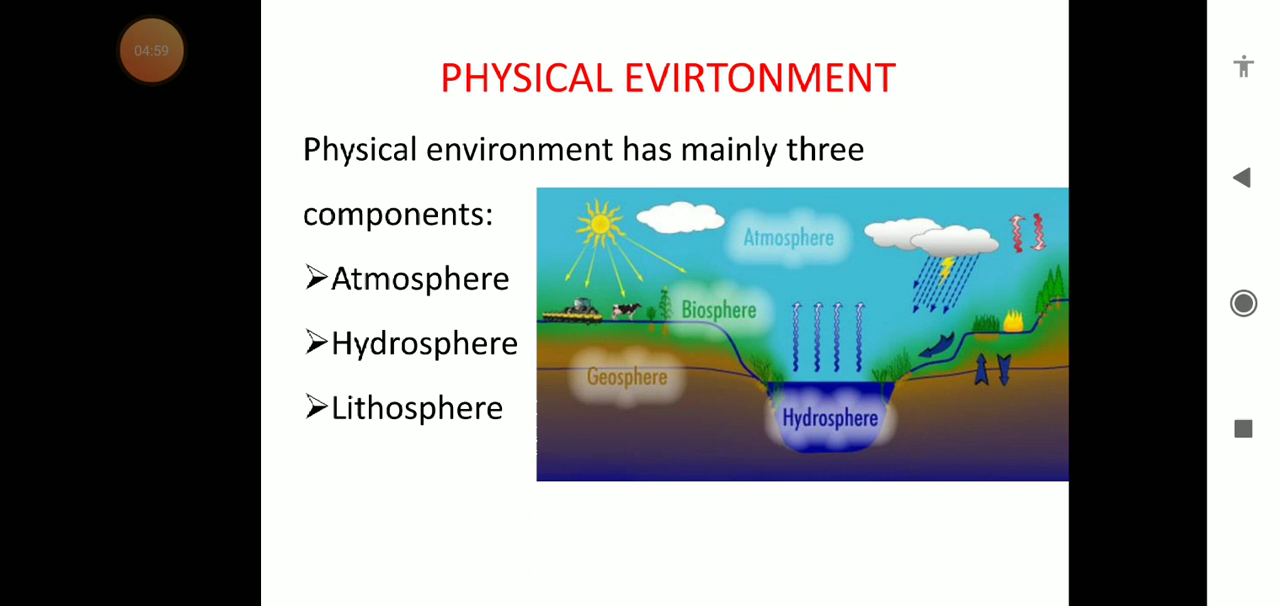 04:59
PHYSICAL EVIRTONMENT
Physical environment has mainly three
components:
➢Atmosphere
➢Hydrosphere
➢Lithosphere
Atmosphere
Biosphere
Geosphere
Hydrosphere